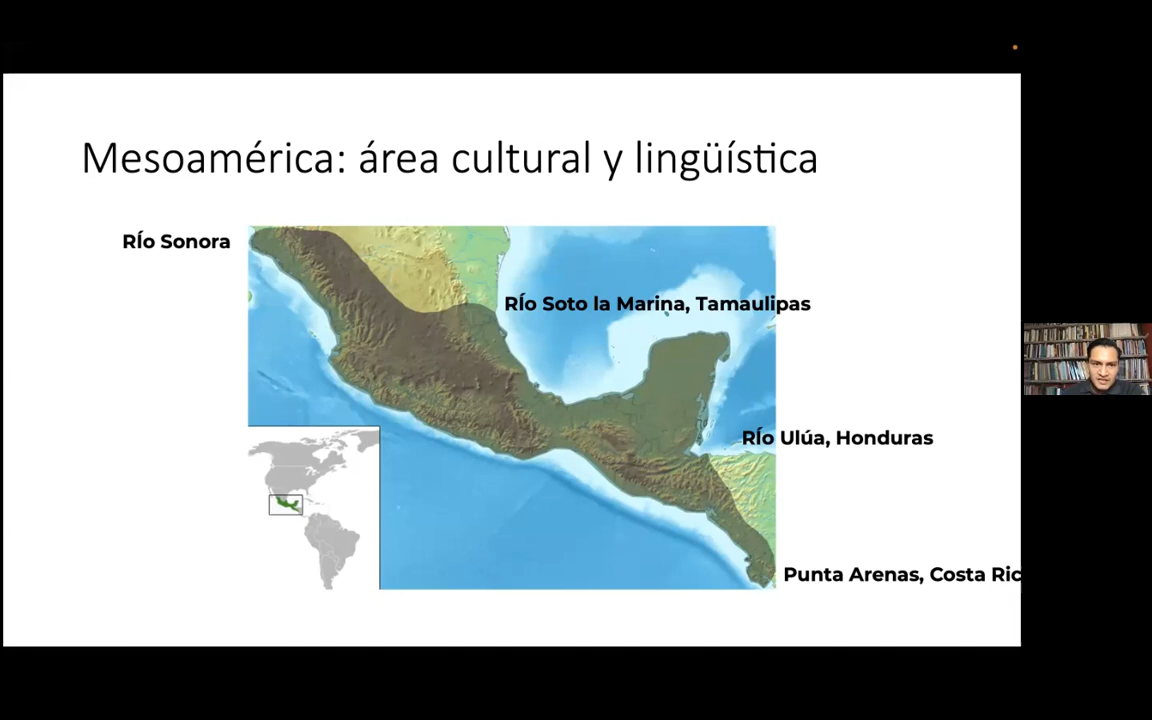 Mesoamérica: área cultural y lingüística
RÍo Sonora
RÍo Soto la Marina, Tamaulipas
RÍo Ulúa, Honduras
Punta Arenas, Costa Ric